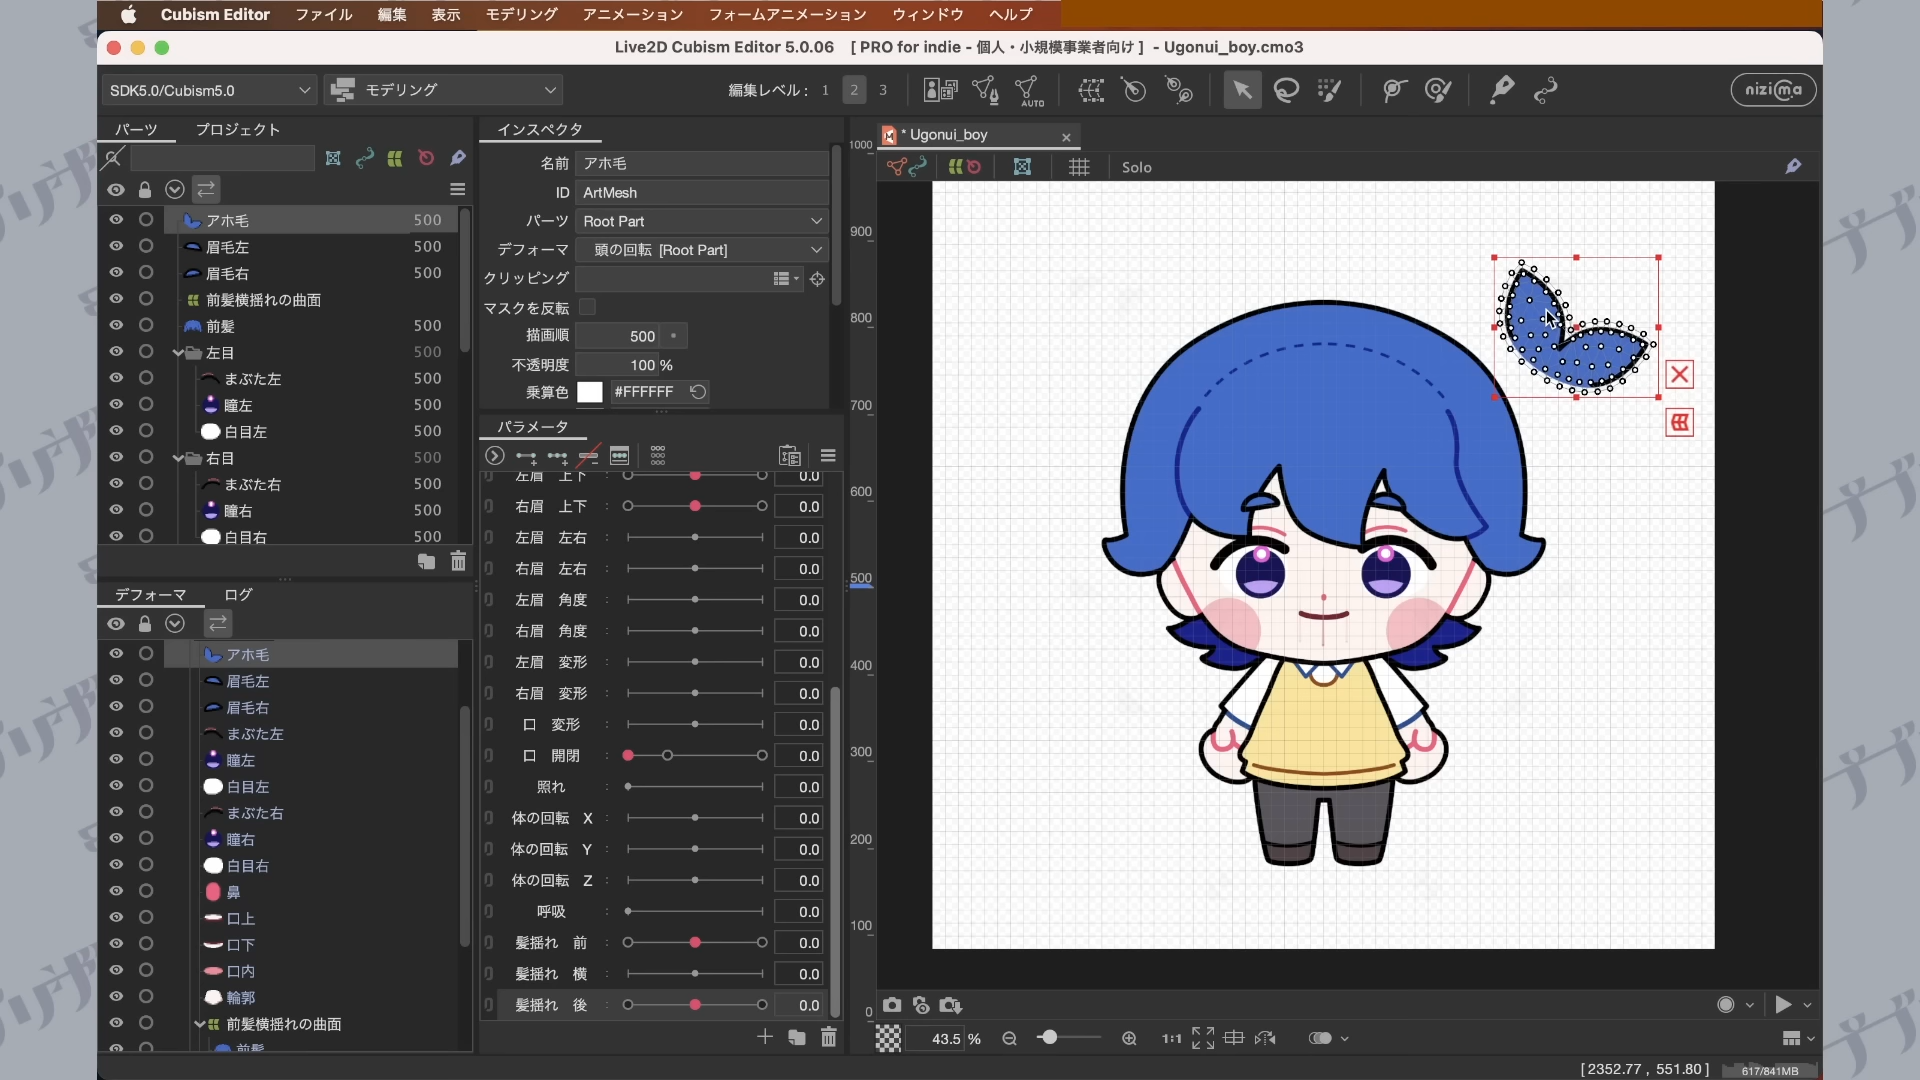 Cubism Editor ファイル 編集 表示 モデリング アニメーション フォームアニメーション ウィンドウ ヘルプ
Live2D Cubism Editor 5.0.06 [ PRO for indie - 個人・小規模事業者向け ] - Ugonui_boy.cmo3
SDK5.0/Cubism5.0 モデリング 編集レベル： 1 2 3 AUTO nizima
パーツ プロジェクト
アホ毛 500
眉毛左 500
眉毛右 500
前髪横揺れの曲面
前髪 500
左目 500
まぶた左 500
瞳左 500
白目左 500
右目 500
まぶた右 500
瞳右 500
白目右 500
デフォーマ ログ
アホ毛
眉毛左
眉毛右
まぶた左
瞳左
白目左
まぶた右
瞳右
白目右
鼻
口上
口下
口内
輪郭
前髪横揺れの曲面
前髪
インスペクタ
名前 アホ毛
ID ArtMesh
パーツ Root Part
デフォーマ 頭の回転 [Root Part]
クリッピング
マスクを反転
描画順 500
不透明度 100 %
乗算色 #FFFFFF
パラメータ
左眉 上下 : 0.0
右眉 上下 : 0.0
左眉 左右 : 0.0
右眉 左右 : 0.0
左眉 角度 : 0.0
右眉 角度 : 0.0
左眉 変形 : 0.0
右眉 変形 : 0.0
口 変形 : 0.0
口 開閉 : 0.0
照れ : 0.0
体の回転 X : 0.0
体の回転 Y : 0.0
体の回転 Z : 0.0
呼吸 : 0.0
髪揺れ 前 : 0.0
髪揺れ 横 : 0.0
髪揺れ 後 : 0.0
* Ugonui_boy
Solo
1000
900
800
700
600
500
400
300
200
100
0
43.5 % 1:1
[ 2352.77 , 551.80 ] 617/841MB